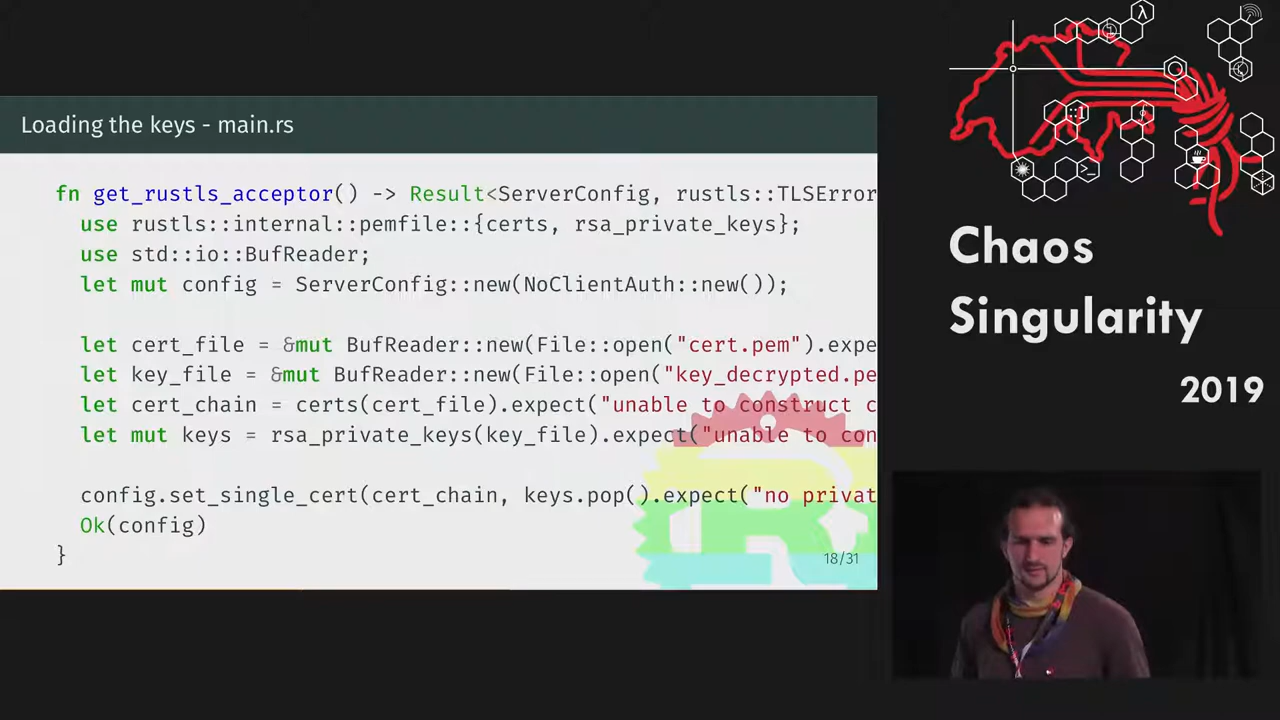 Loading the keys - main.rs
fn get_rustls_acceptor() -> Result<ServerConfig, rustls::TLSError
use rustls::internal::pemfile::{certs, rsa_private_keys};
use std::io::BufReader;
let mut config = ServerConfig::new(NoClientAuth::new());
let cert_file = &mut BufReader::new(File::open("cert.pem").expe
let key_file = &mut BufReader::new(File::open("key_decrypted.pe
let cert_chain = certs(cert_file).expect("unable to construct c
let mut keys = rsa_private_keys(key_file).expect("unable to con
config.set_single_cert(cert_chain, keys.pop().expect("no privat
Ok(config)
}
18/31
λ
::1
>_
Chaos
Singularity
2019